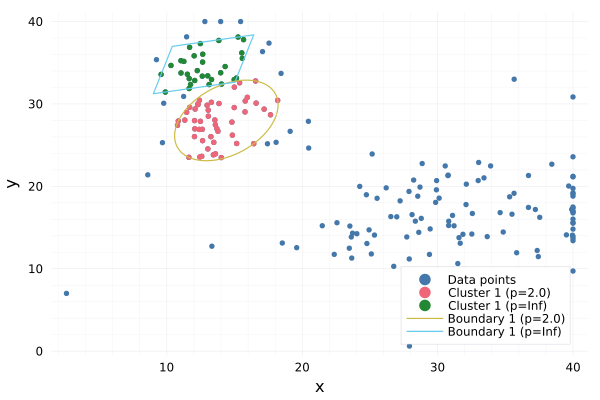 40
30
20
10
0
y
10
20
30
40
x
Data points
Cluster 1 (p=2.0)
Cluster 1 (p=Inf)
Boundary 1 (p=2.0)
Boundary 1 (p=Inf)